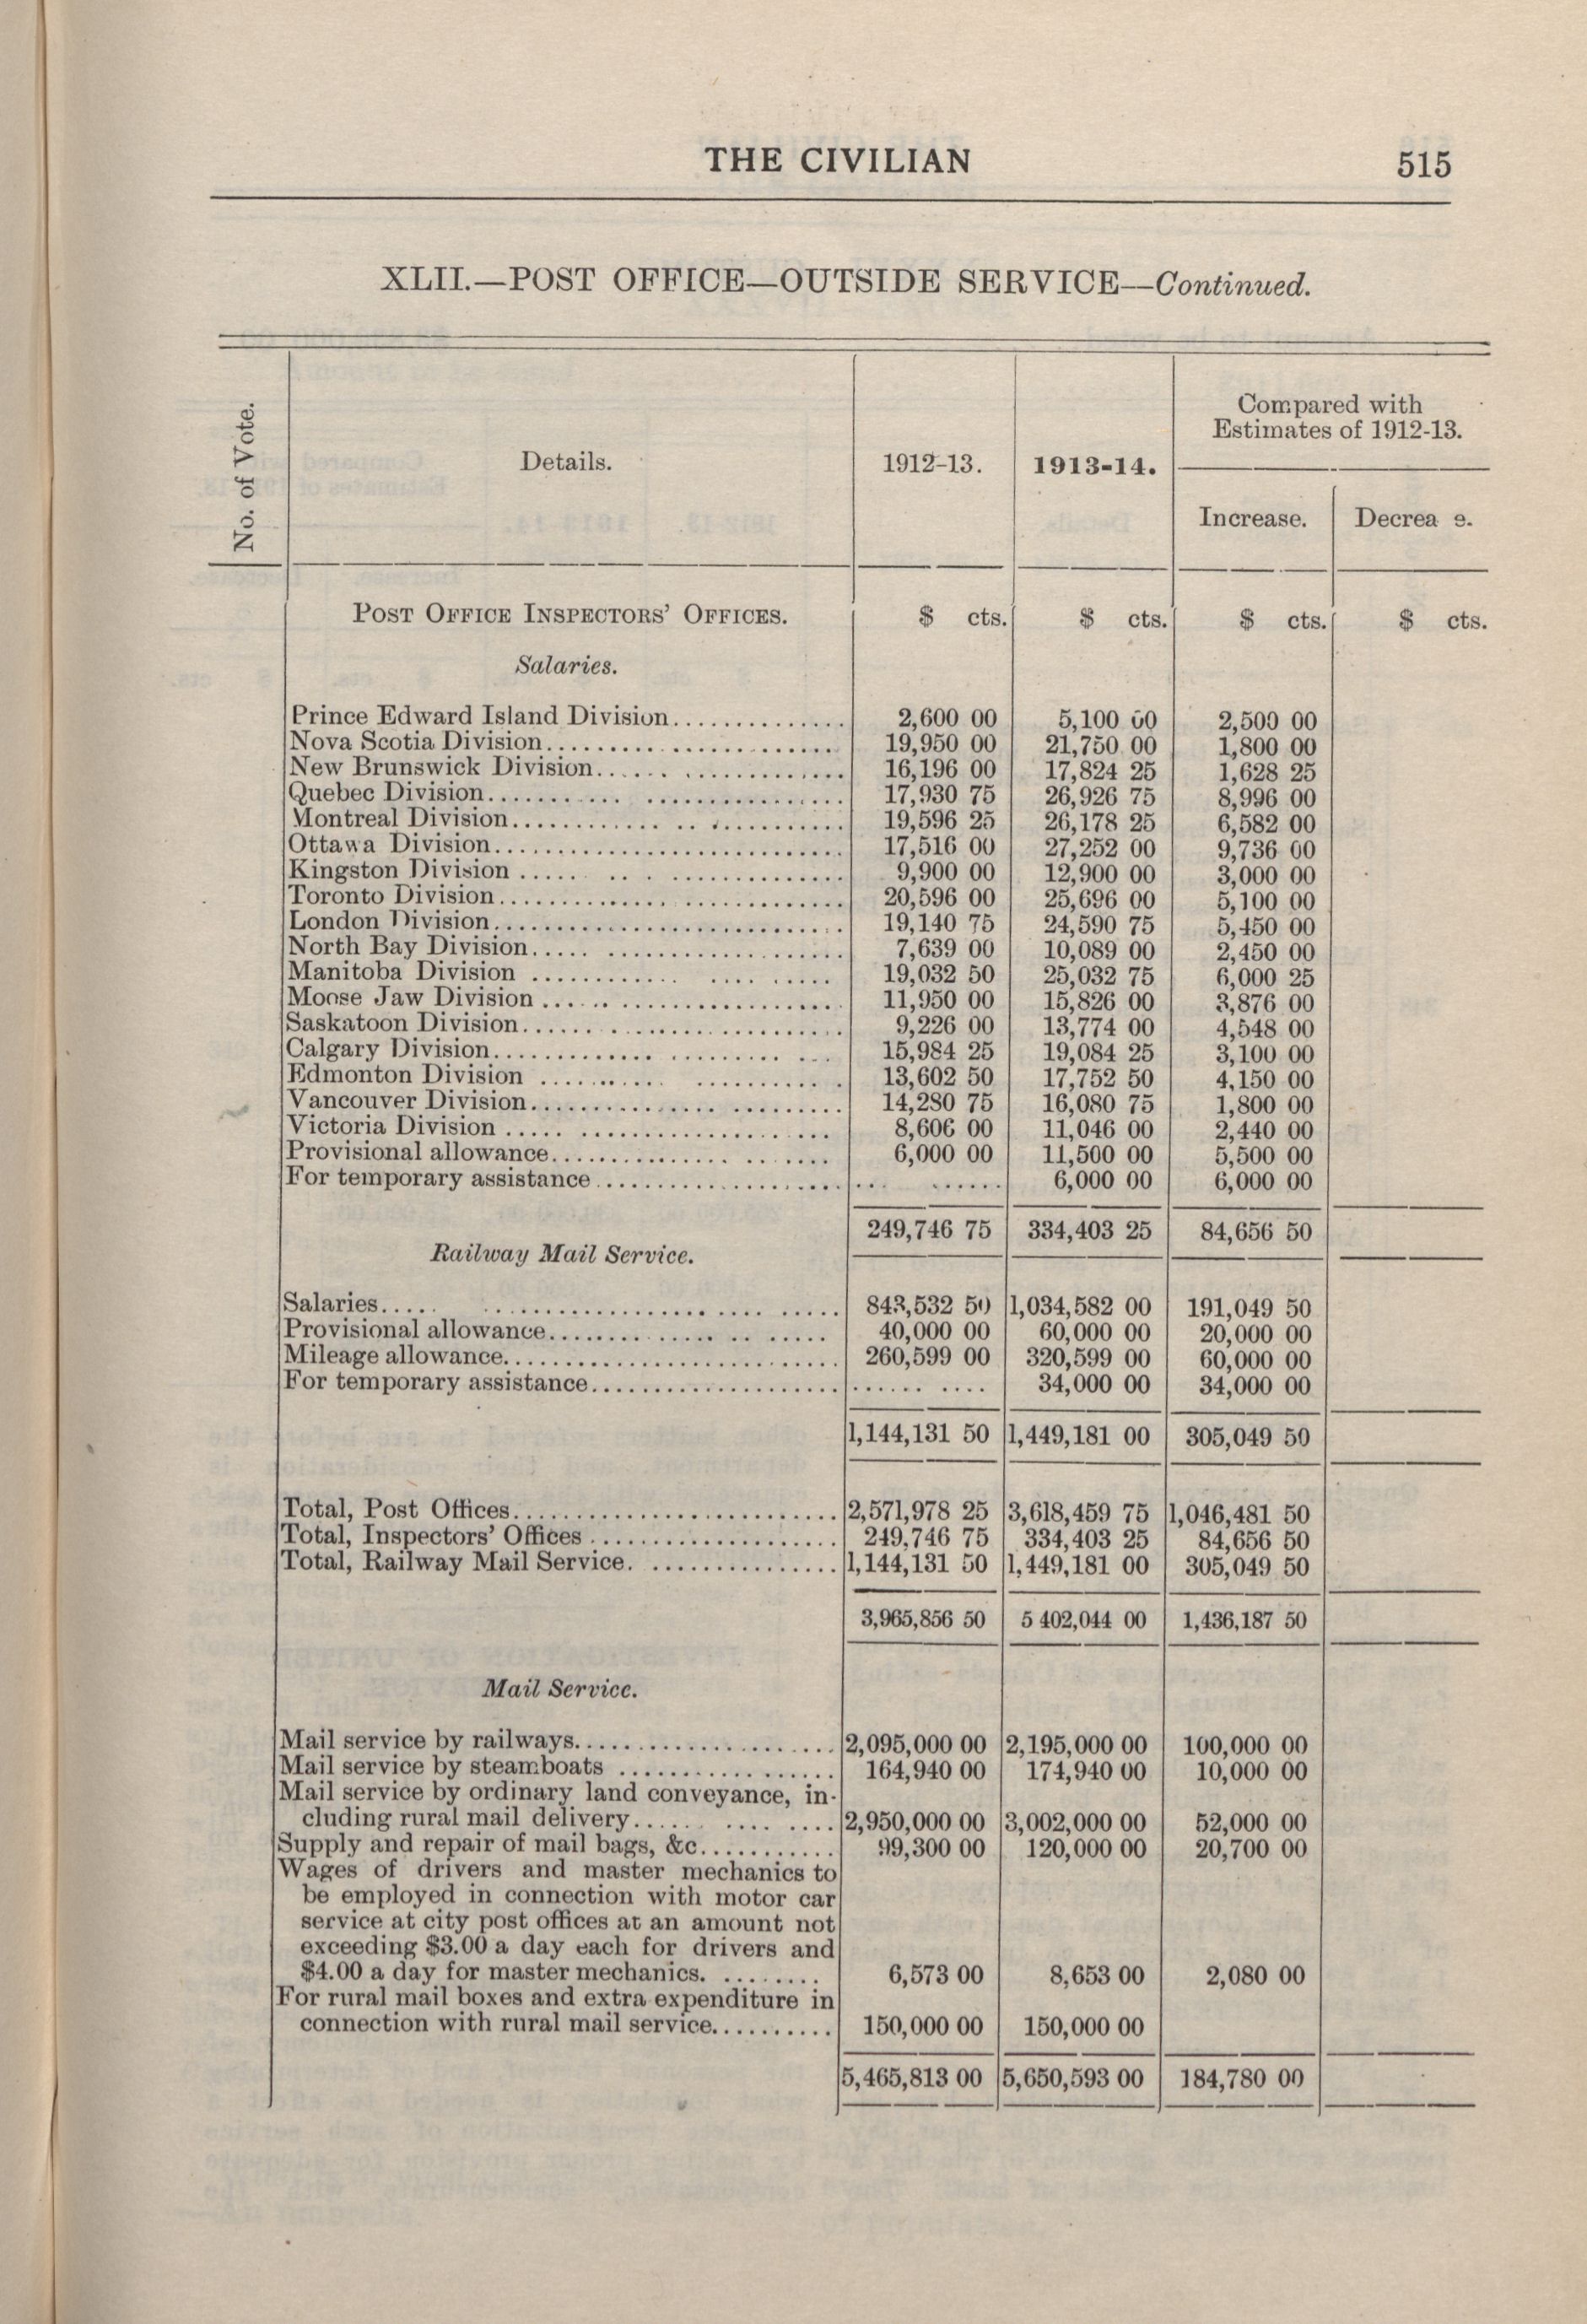 THE CIVILIAN 515
XLII.—POST OFFICE—OUTSIDE SERVICE—Continued.
No. of Vote.
Details.
1912-13.
1913-14.
Compared with
Estimates of 1912-13.
Increase. Decrea e.
POST OFFICE INSPECTORS' OFFICES. $ cts. $ cts. $ cts. $ cts.
Salaries.
Prince Edward Island Division.............. 2,600 00 5,100 00 2,500 00
Nova Scotia Division....................... 19,950 00 21,750 00 1,800 00
New Brunswick Division...... ............. 16,196 00 17,824 25 1,628 25
Quebec Division........... ................ 17,930 75 26,926 75 8,996 00
Montreal Division............ .. ........... 19,596 25 26,178 25 6,582 00
Ottawa Division............................ 17,516 00 27,252 00 9,736 00
Kingston Division ..... .. . .............. 9,900 00 12,900 00 3,000 00
Toronto Division............................ 20,596 00 25,696 00 5,100 00
London Division............................ 19,140 75 24,590 75 5,450 00
North Bay Division..... ................... 7,639 00 10,089 00 2,450 00
Manitoba Division ............ .... ..... 19,032 50 25,032 75 6,000 25
Moose Jaw Division ........................ 11,950 00 15,826 00 3,876 00
Saskatoon Division...... ................... 9,226 00 13,774 00 4,548 00
Calgary Division............. ......... ... 15,984 25 19,084 25 3,100 00
Edmonton Division .......... ............ 13,602 50 17,752 50 4,150 00
Vancouver Division............... ......... 14,280 75 16,080 75 1,800 00
Victoria Division ..... .................... 8,606 00 11,046 00 2,440 00
Provisional allowance............... .. ..... 6,000 00 11,500 00 5,500 00
For temporary assistance....................... ...... 6,000 00 6,000 00
249,746 75 334,403 25 84,656 50
Railway Mail Service.
Salaries..... ............................. 843,532 50 1,034,582 00 191,049 50
Provisional allowance.............. .. ..... 40,000 00 60,000 00 20,000 00
Mileage allowance........................... 260,599 00 320,599 00 60,000 00
For temporary assistance.......................... .... 34,000 00 34,000 00
1,144,131 50 1,449,181 00 305,049 50
Total, Post Offices.......................... 2,571,978 25 3,618,459 75 1,046,481 50
Total, Inspectors' Offices .................... 249,746 75 334,403 25 84,656 50
Total, Railway Mail Service. ............... 1,144,131 50 1,449,181 00 305,049 50
3,965,856 50 5 402,044 00 1,436,187 50
Mail Service.
Mail service by railways..................... 2,095,000 00 2,195,000 00 100,000 00
Mail service by steamboats ................. 164,940 00 174,940 00 10,000 00
Mail service by ordinary land conveyance, in-
cluding rural mail delivery..... .... .... 2,950,000 00 3,002,000 00 52,000 00
Supply and repair of mail bags, &c........... 99,300 00 120,000 00 20,700 00
Wages of drivers and master mechanics to
be employed in connection with motor car
service at city post offices at an amount not
exceeding $3.00 a day each for drivers and
$4.00 a day for master mechanics. ........ 6,573 00 8,653 00 2,080 00
For rural mail boxes and extra expenditure in
connection with rural mail service.......... 150,000 00 150,000 00
5,465,813 00 5,650,593 00 184,780 00